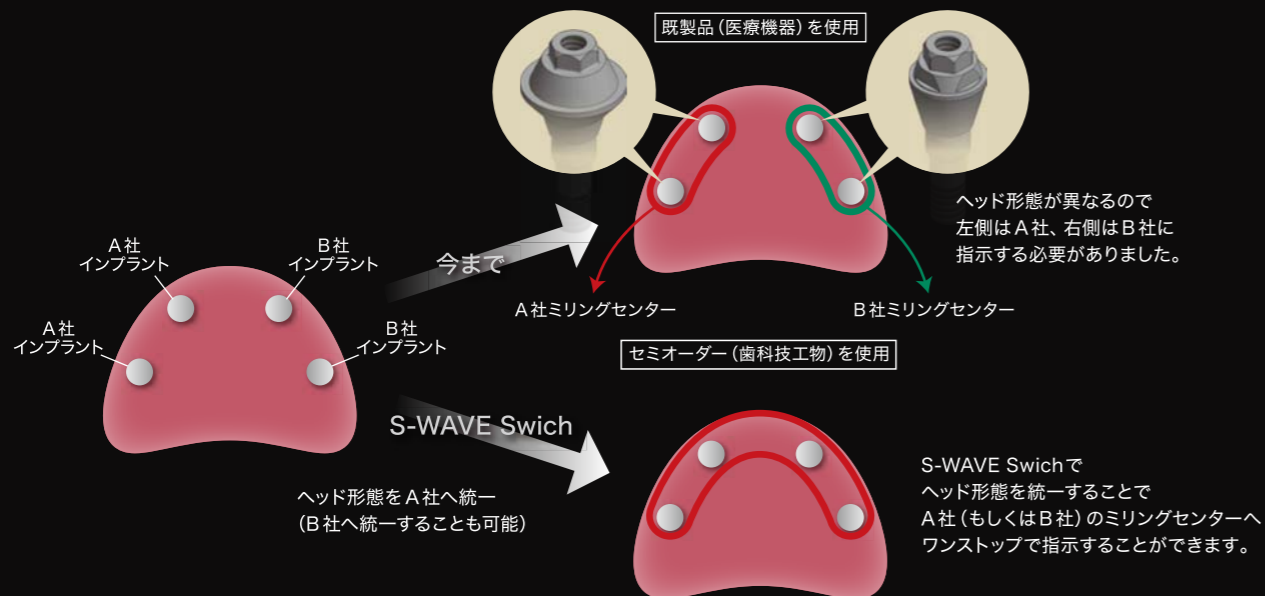 既製品（医療機器）を使用
A社
インプラント
B社
インプラント
A社
インプラント
B社
インプラント
今まで
ヘッド形態が異なるので
左側はA社、右側はB社に
指示する必要がありました。
A社ミリングセンター
B社ミリングセンター
セミオーダー（歯科技工物）を使用
S-WAVE Swich
ヘッド形態をA社へ統一
（B社へ統一することも可能）
S-WAVE Swichで
ヘッド形態を統一することで
A社（もしくはB社）のミリングセンターへ
ワンストップで指示することができます。